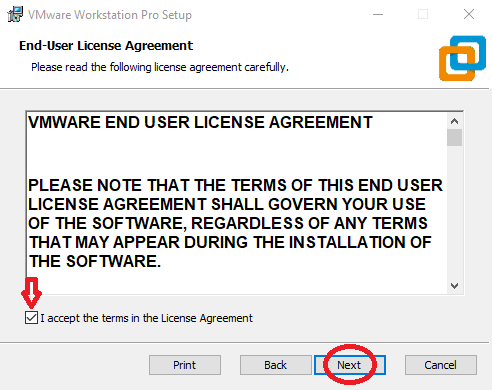 VMware Workstation Pro Setup
End-User License Agreement
Please read the following license agreement carefully.
VMWARE END USER LICENSE AGREEMENT
PLEASE NOTE THAT THE TERMS OF THIS END USER
LICENSE AGREEMENT SHALL GOVERN YOUR USE
OF THE SOFTWARE, REGARDLESS OF ANY TERMS
THAT MAY APPEAR DURING THE INSTALLATION OF
THE SOFTWARE.
I accept the terms in the License Agreement
Print Back Next Cancel